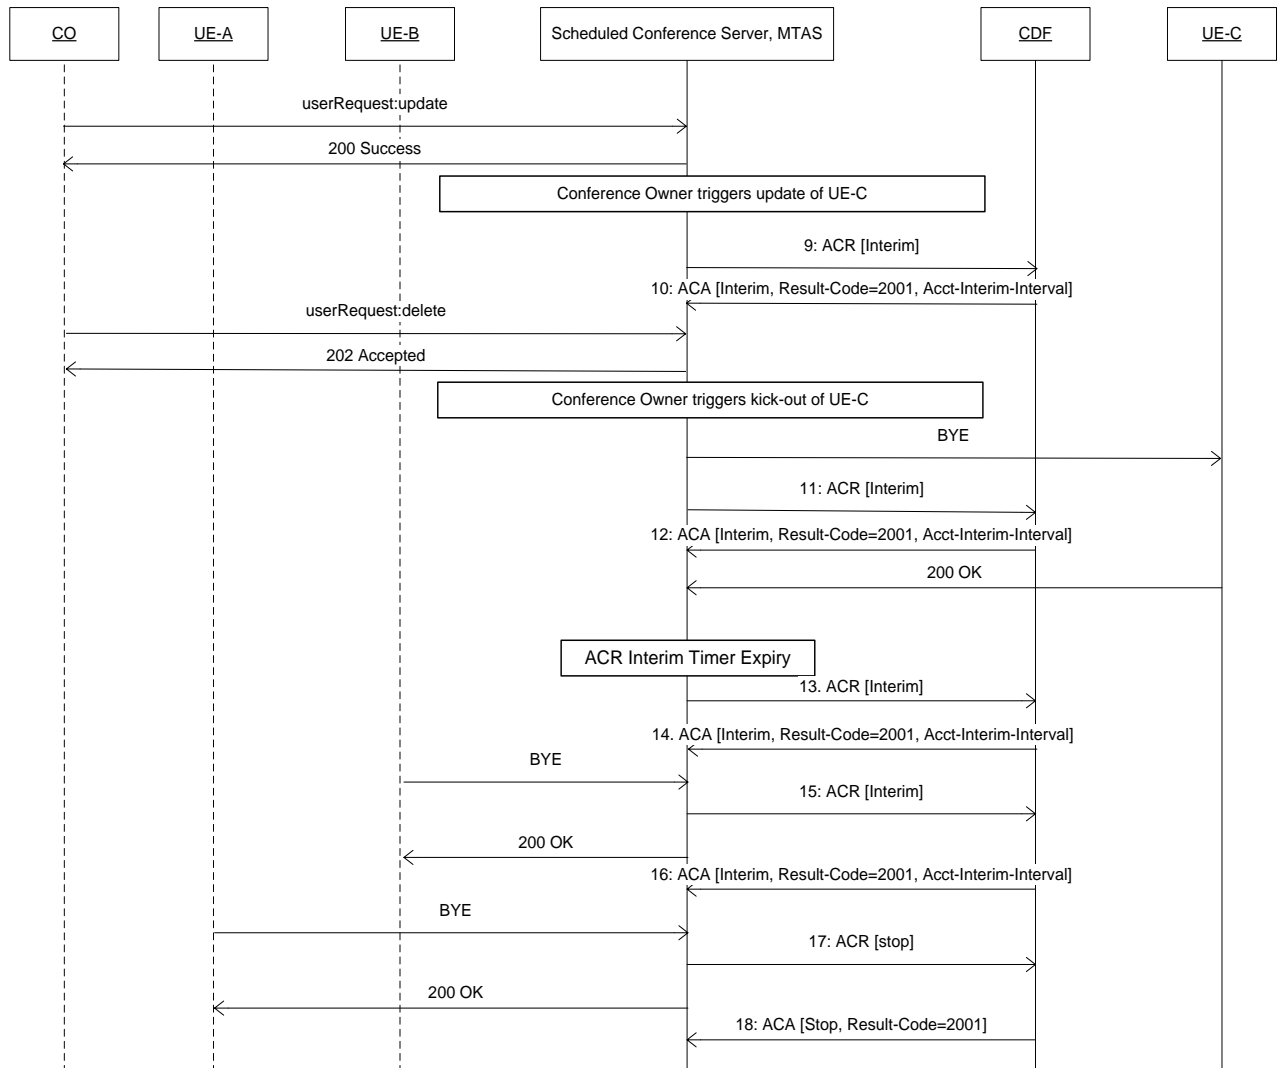 CO
UE-A
UE-B
Scheduled Conference Server, MTAS
CDF
UE-C
userRequest:update
200 Success
Conference Owner triggers update of UE-C
9: ACR [Interim]
10: ACA [Interim, Result-Code=2001, Acct-Interim-Interval]
userRequest:delete
202 Accepted
Conference Owner triggers kick-out of UE-C
BYE
11: ACR [Interim]
12: ACA [Interim, Result-Code=2001, Acct-Interim-Interval]
200 OK
ACR Interim Timer Expiry
13. ACR [Interim]
14. ACA [Interim, Result-Code=2001, Acct-Interim-Interval]
BYE
15: ACR [Interim]
200 OK
16: ACA [Interim, Result-Code=2001, Acct-Interim-Interval]
BYE
17: ACR [stop]
200 OK
18: ACA [Stop, Result-Code=2001]